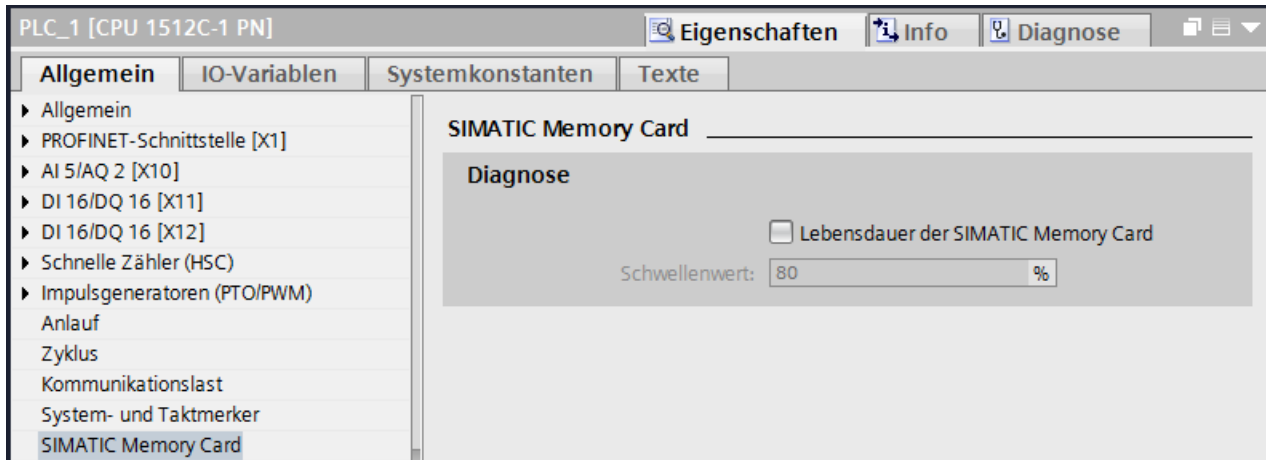 PLC_1 [CPU 1512C-1 PN]
Eigenschaften
Info
Diagnose
Allgemein
IO-Variablen
Systemkonstanten
Texte
Allgemein
PROFINET-Schnittstelle [X1]
AI 5/AQ 2 [X10]
DI 16/DQ 16 [X11]
DI 16/DQ 16 [X12]
Schnelle Zähler (HSC)
Impulsgeneratoren (PTO/PWM)
Anlauf
Zyklus
Kommunikationslast
System- und Taktmerker
SIMATIC Memory Card
SIMATIC Memory Card
Diagnose
Lebensdauer der SIMATIC Memory Card
Schwellenwert: 80 %